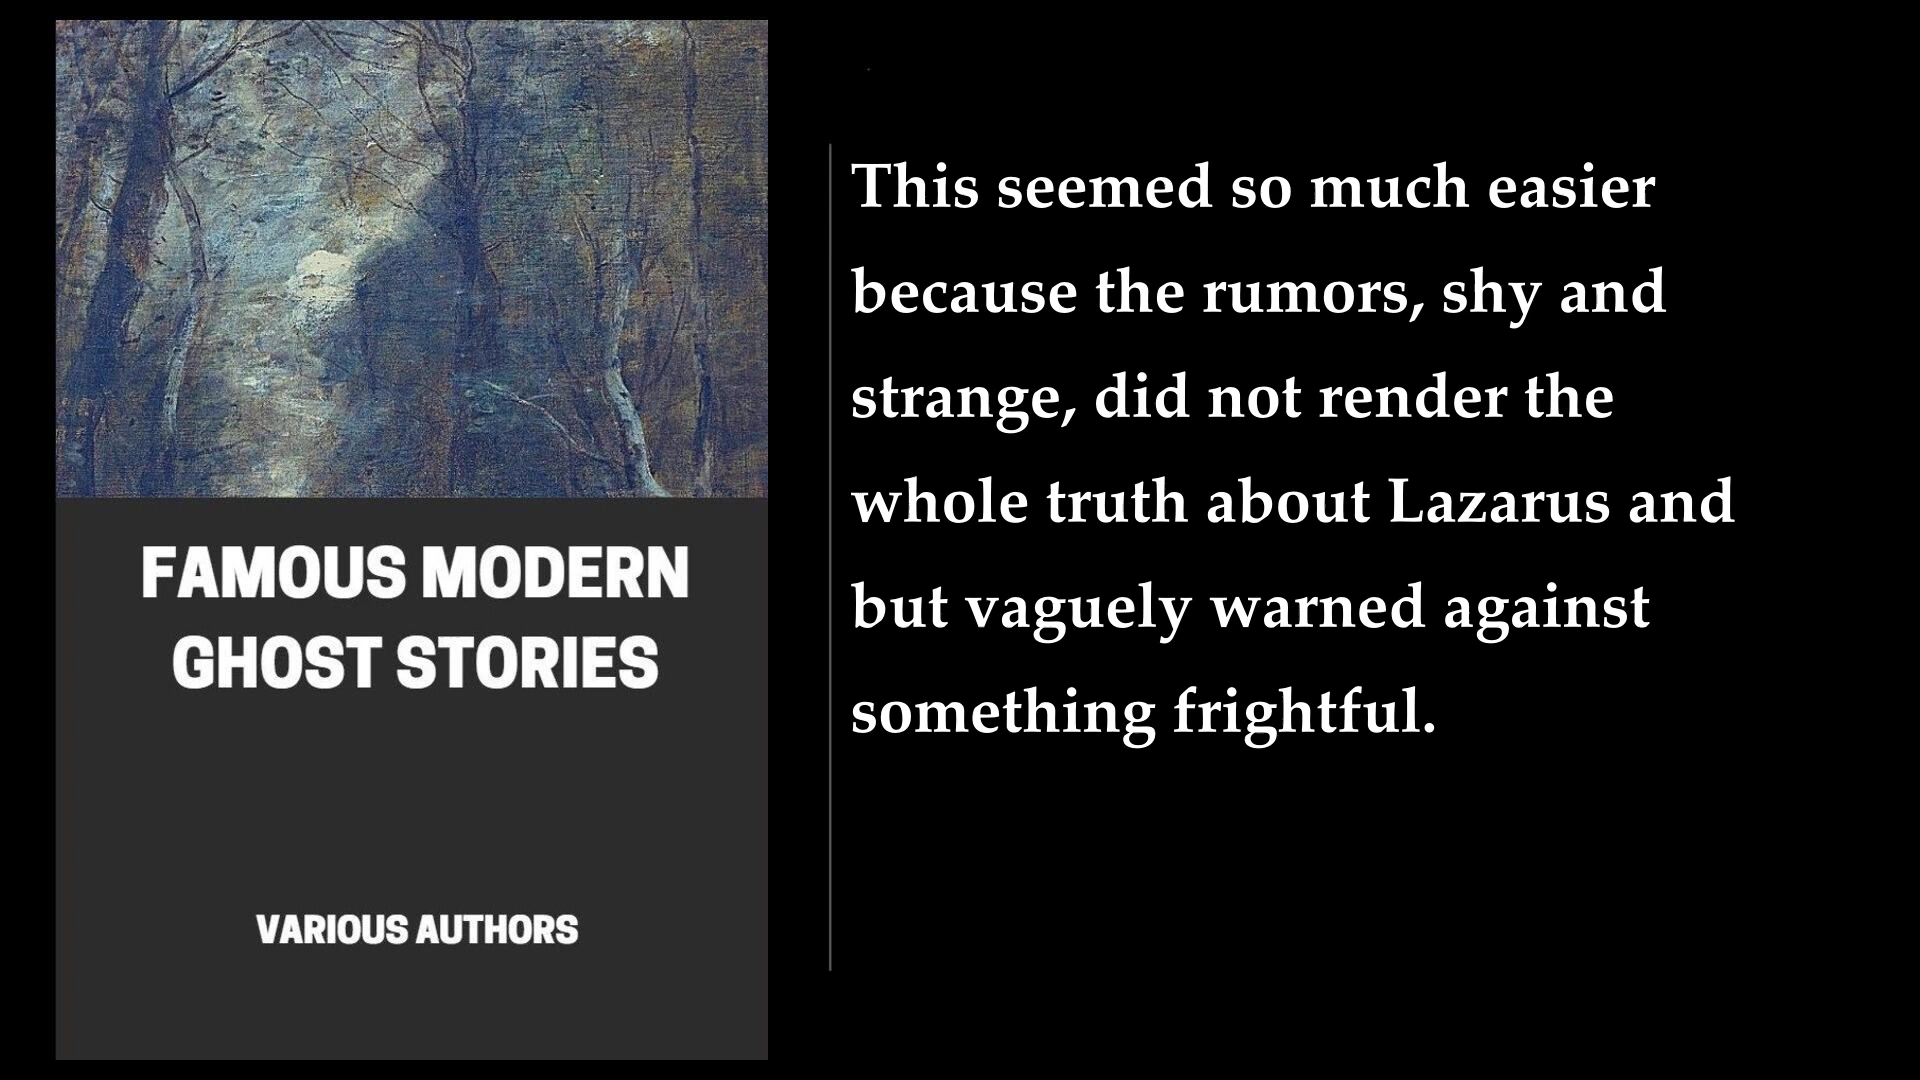 FAMOUS MODERN
GHOST STORIES
VARIOUS AUTHORS
This seemed so much easier
because the rumors, shy and
strange, did not render the
whole truth about Lazarus and
but vaguely warned against
something frightful.